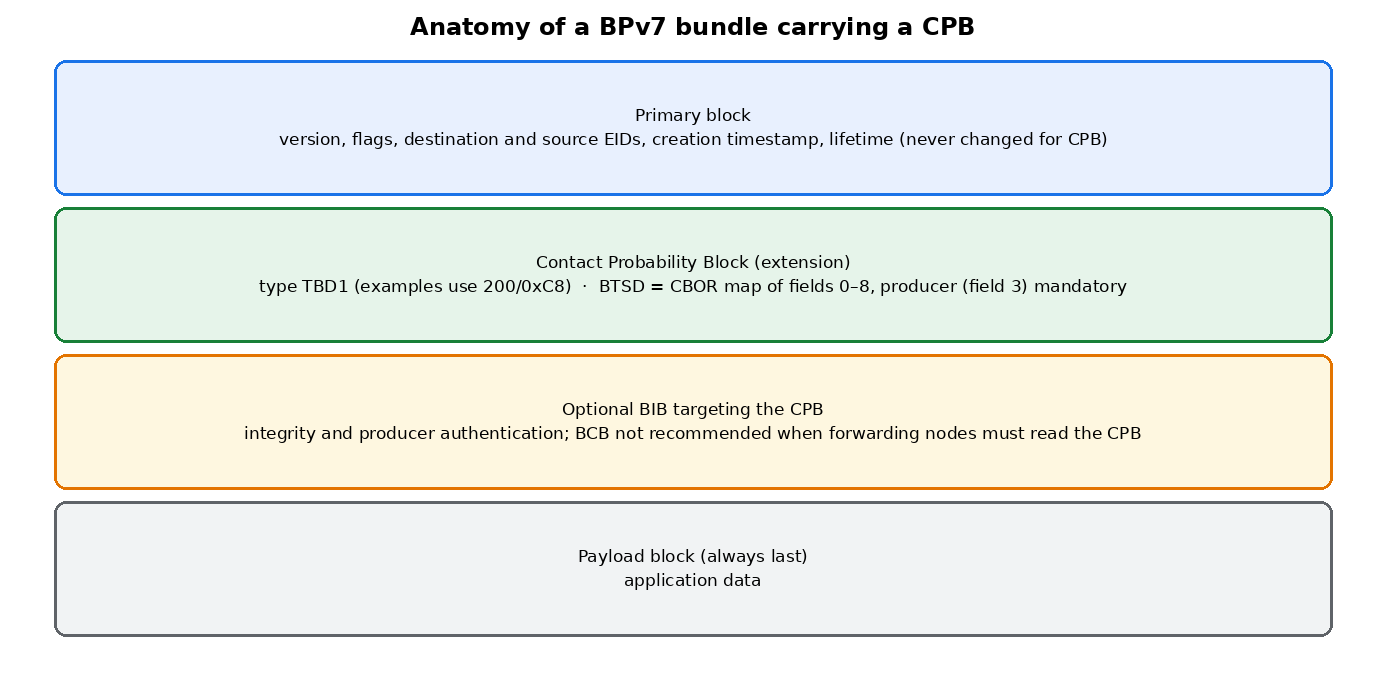 Anatomy of a BPv7 bundle carrying a CPB
Primary block
version, flags, destination and source EIDs, creation timestamp, lifetime (never changed for CPB)
Contact Probability Block (extension)
type TBD1 (examples use 200/0xC8)  ·  BTSD = CBOR map of fields 0–8, producer (field 3) mandatory
Optional BIB targeting the CPB
integrity and producer authentication; BCB not recommended when forwarding nodes must read the CPB
Payload block (always last)
application data